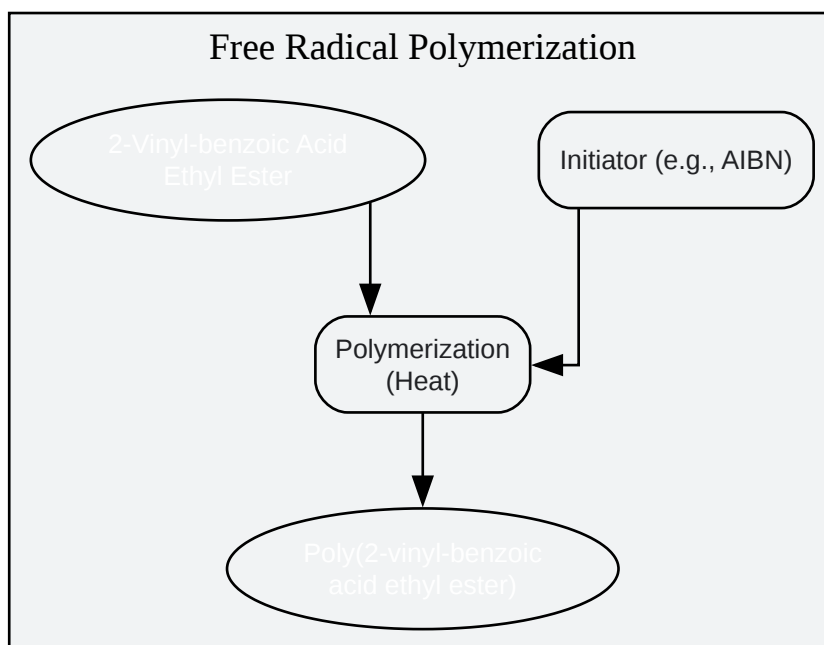 Free Radical Polymerization
2-Vinyl-benzoic Acid
Ethyl Ester
Initiator (e.g., AIBN)
Polymerization
(Heat)
Poly(2-vinyl-benzoic
acid ethyl ester)